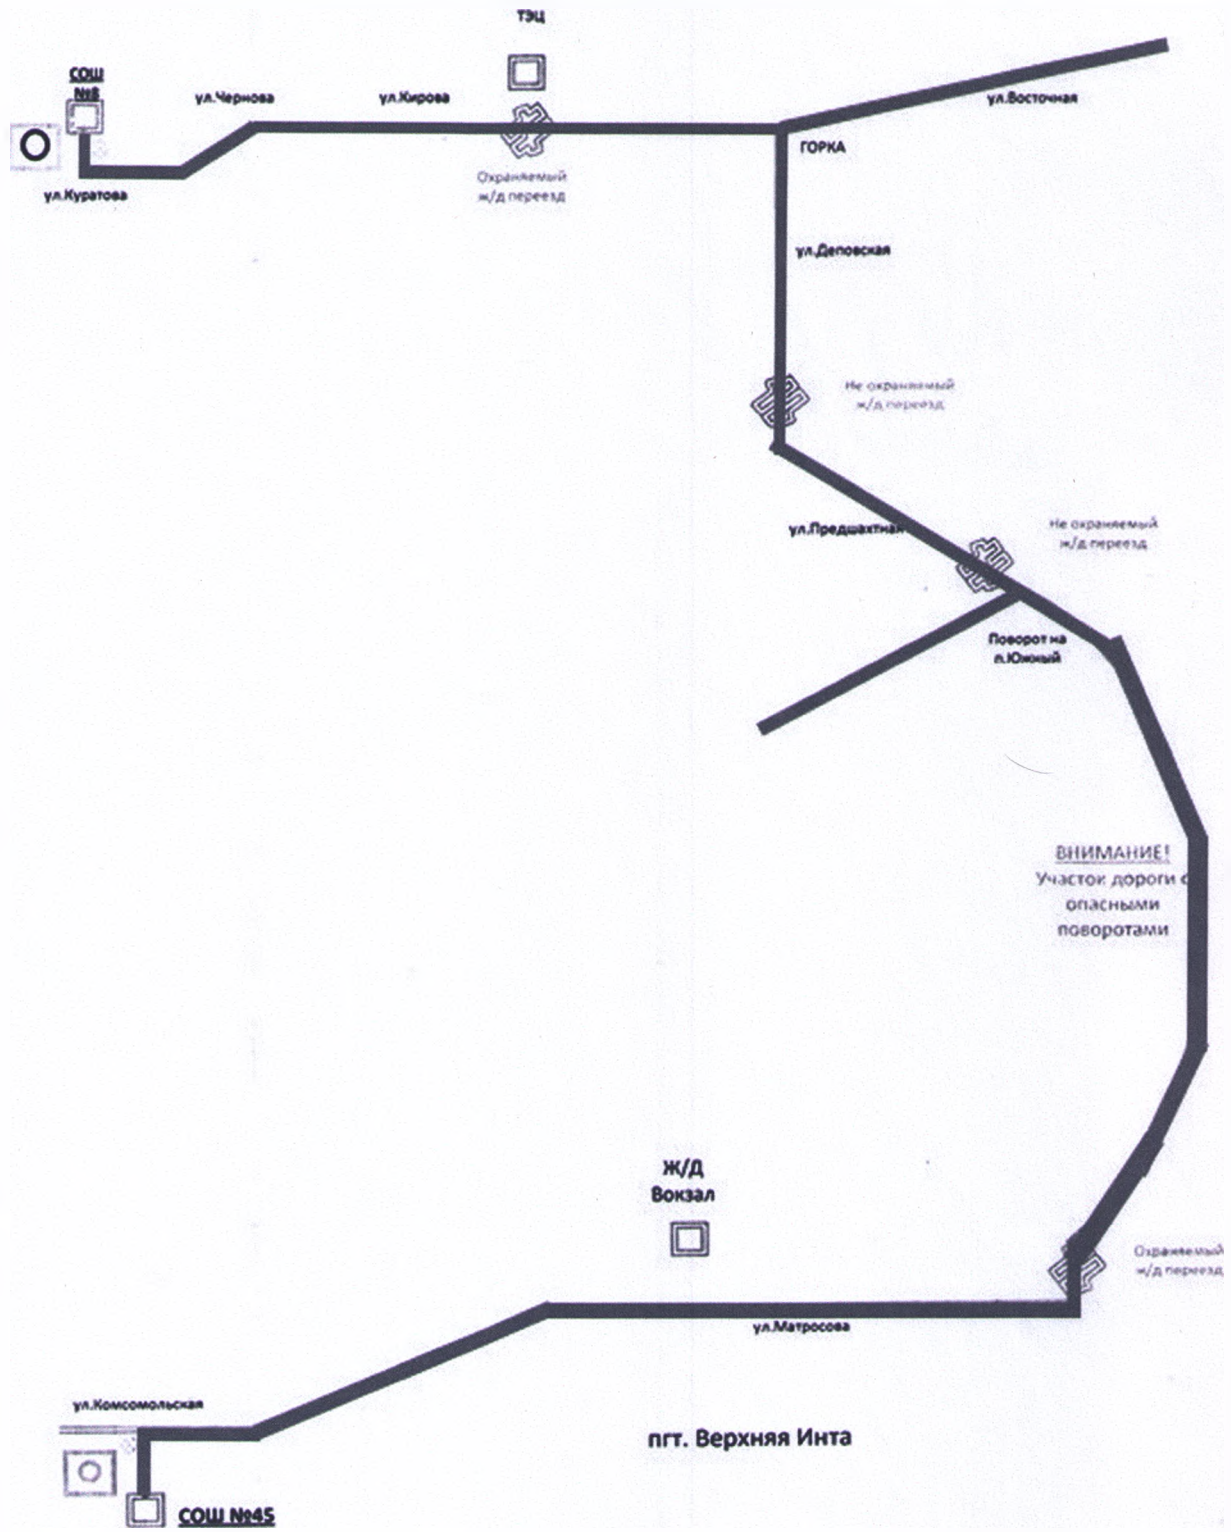 ТЭЦ
СОШ
№8
ул.Чернова
ул.Кирова
ул.Восточная
ГОРКА
Охраняемый
ж/д переезд
ул.Куратова
ул.Деповская
Не охраняемый
ж/д переезд
Не охраняемый
ж/д переезд
ул.Предшахтная
Поворот на
п.Южный
ВНИМАНИЕ!
Участок дороги с
опасными
поворотами
Ж/Д
Вокзал
Охраняемый
ж/д переезд
ул.Матросова
ул.Комсомольская
пгт. Верхняя Инта
СОШ №45